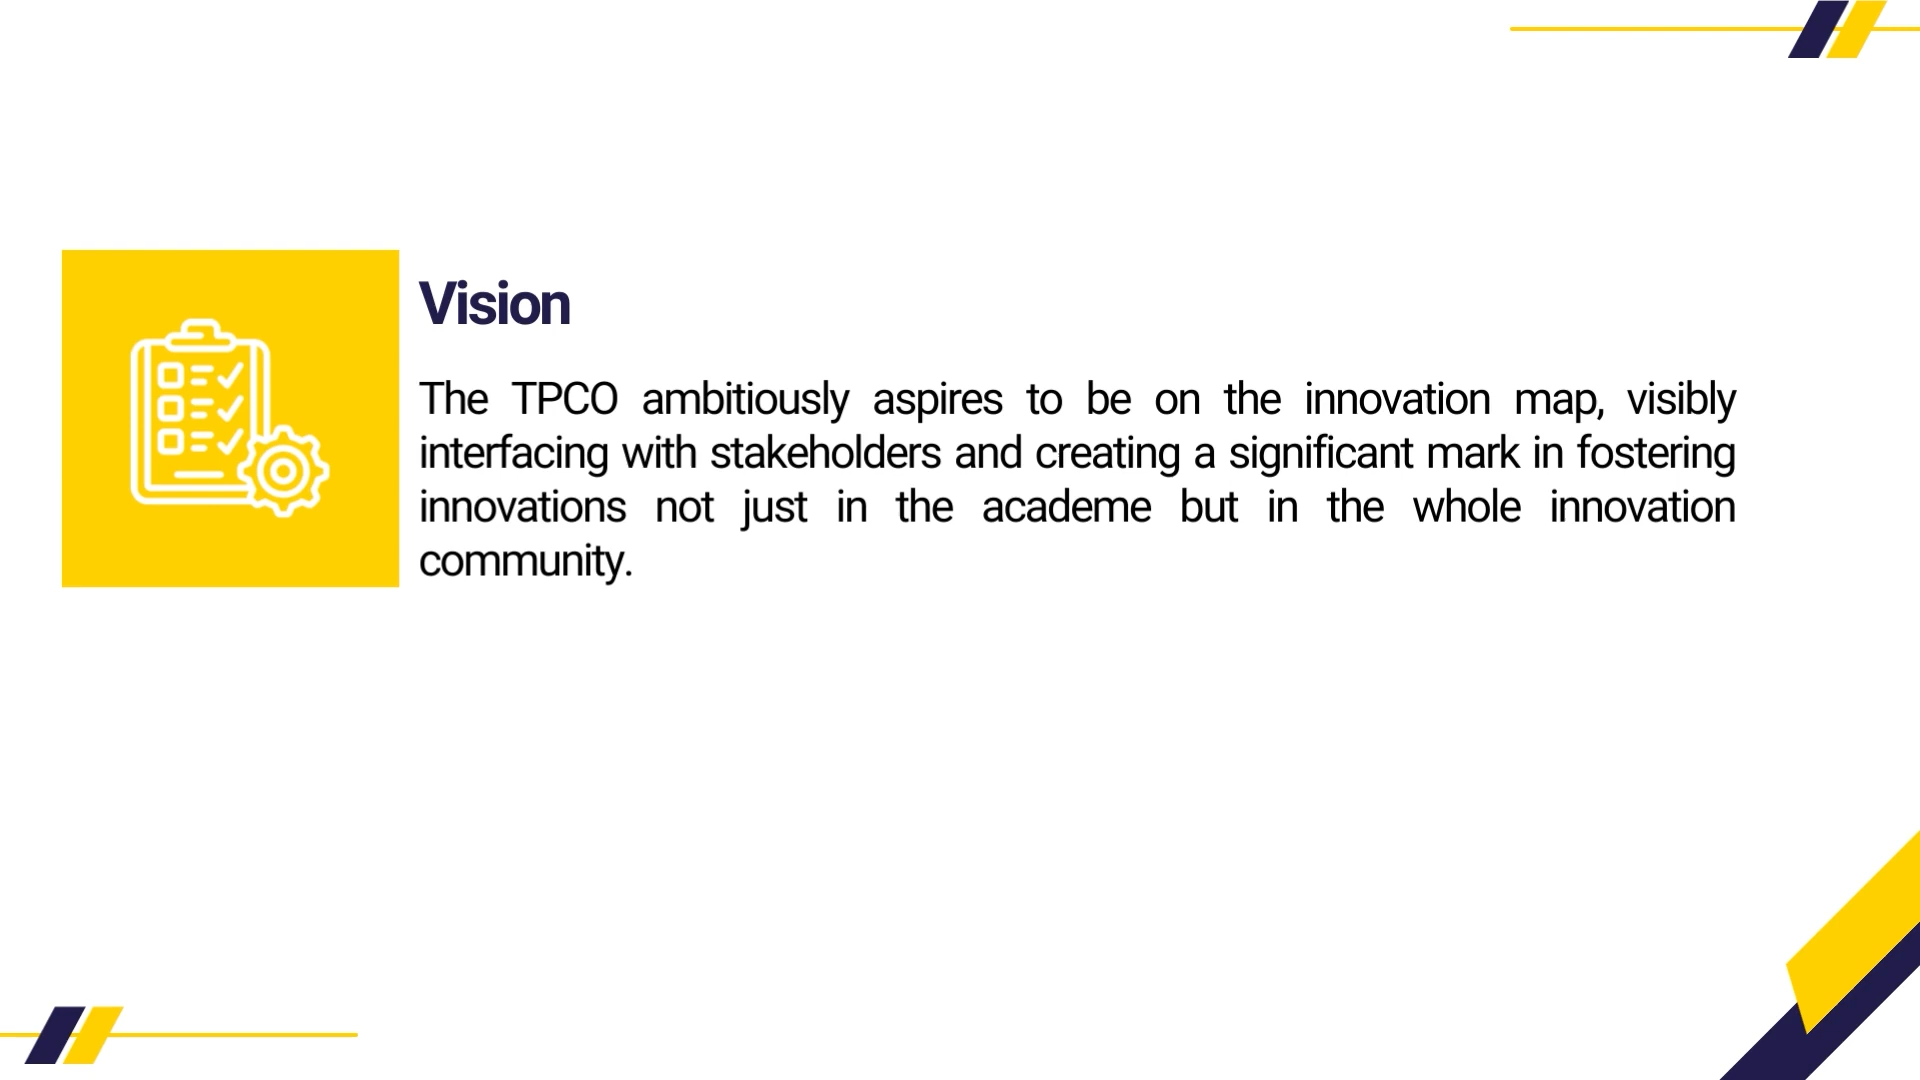 Vision
The TPCO ambitiously aspires to be on the innovation map, visibly
interfacing with stakeholders and creating a significant mark in fostering
innovations not just in the academe but in the whole innovation
community.